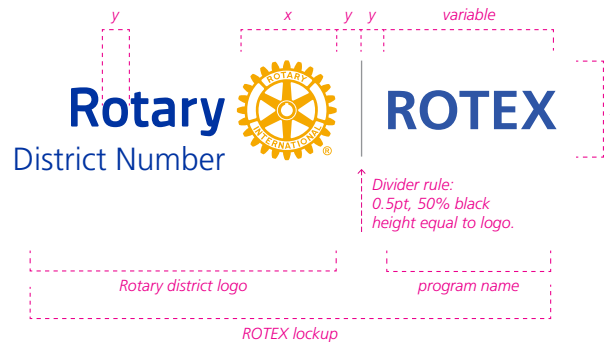 y x y y variable
ROTARY
INTERNATIONAL
®
Rotary
District Number
ROTEX
Divider rule:
0.5pt, 50% black
height equal to logo.
Rotary district logo
program name
ROTEX lockup